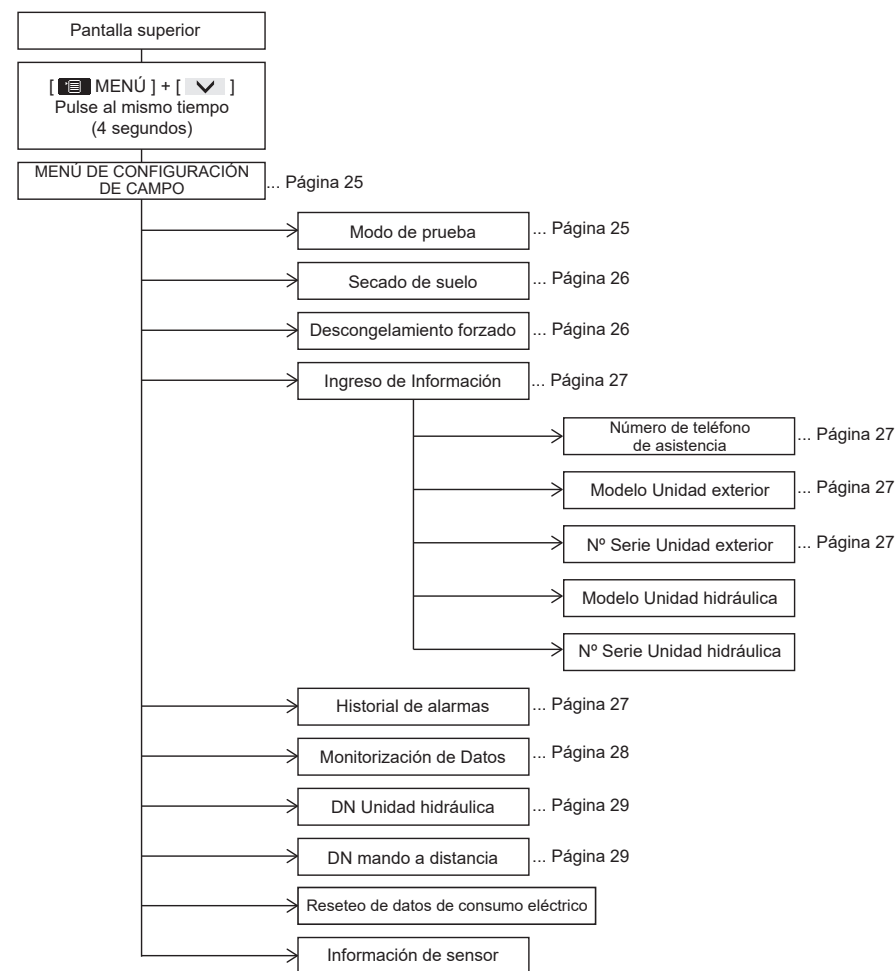 Pantalla superior
[ MENÚ ] + [ ]
Pulse al mismo tiempo
(4 segundos)
MENÚ DE CONFIGURACIÓN
DE CAMPO
... Página 25
Modo de prueba
... Página 25
Secado de suelo
... Página 26
Descongelamiento forzado
... Página 26
Ingreso de Información
... Página 27
Número de teléfono
de asistencia
... Página 27
Modelo Unidad exterior
... Página 27
Nº Serie Unidad exterior
... Página 27
Modelo Unidad hidráulica
Nº Serie Unidad hidráulica
Historial de alarmas
... Página 27
Monitorización de Datos
... Página 28
DN Unidad hidráulica
... Página 29
DN mando a distancia
... Página 29
Reseteo de datos de consumo eléctrico
Información de sensor